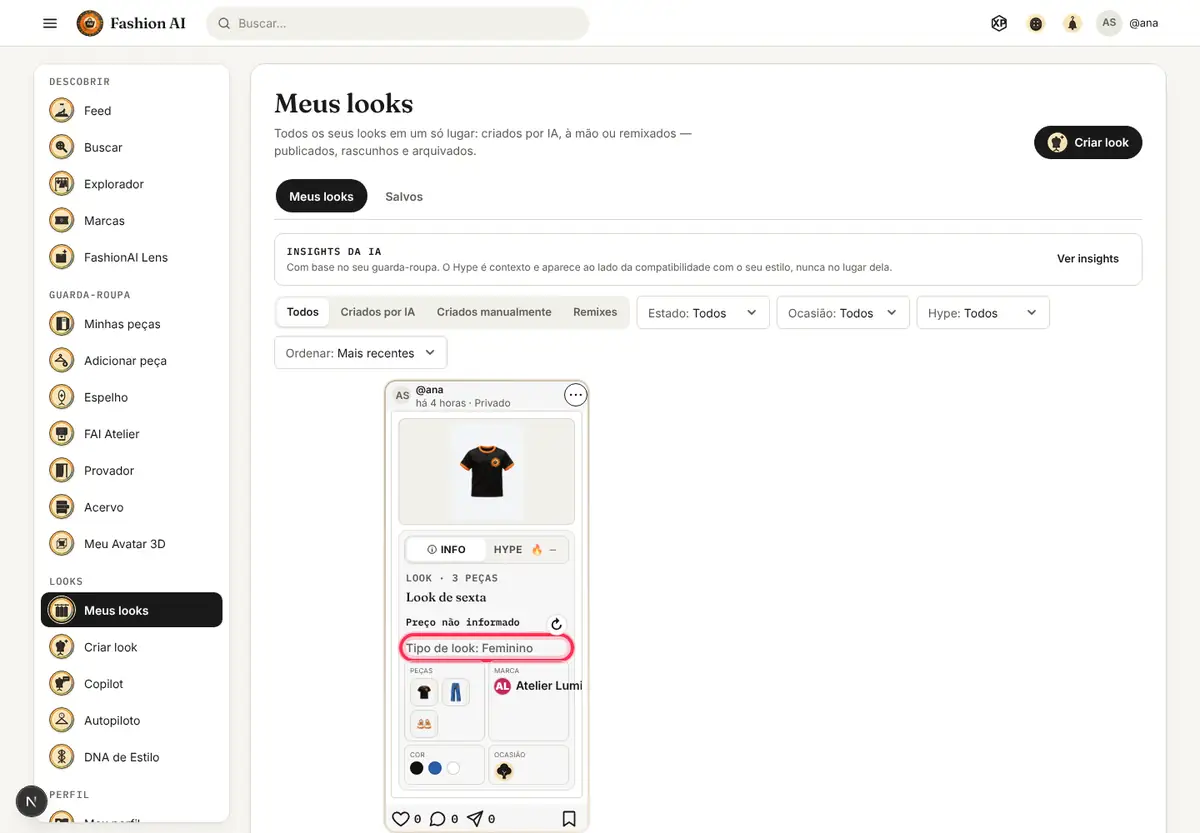 Fashion AI
Buscar...
XP
AS
@ana
DESCOBRIR
Feed
Buscar
Explorador
Marcas
FashionAI Lens
GUARDA-ROUPA
Minhas peças
Adicionar peça
Espelho
FAI Atelier
Provador
Acervo
Meu Avatar 3D
LOOKS
Meus looks
Criar look
Copilot
Autopiloto
DNA de Estilo
PERFIL
N
Meus looks
Todos os seus looks em um só lugar: criados por IA, à mão ou remixados —
publicados, rascunhos e arquivados.
Criar look
Meus looks
Salvos
INSIGHTS DA IA
Com base no seu guarda-roupa. O Hype é contexto e aparece ao lado da compatibilidade com o seu estilo, nunca no lugar dela.
Ver insights
Todos
Criados por IA
Criados manualmente
Remixes
Estado: Todos
Ocasião: Todos
Hype: Todos
Ordenar: Mais recentes
AS
@ana
há 4 horas · Privado
INFO
HYPE 🔥 –
LOOK · 3 PEÇAS
Look de sexta
Preço não informado
Tipo de look: Feminino
PEÇAS
MARCA
AL Atelier Lumi
COR
OCASIÃO
0
0
0